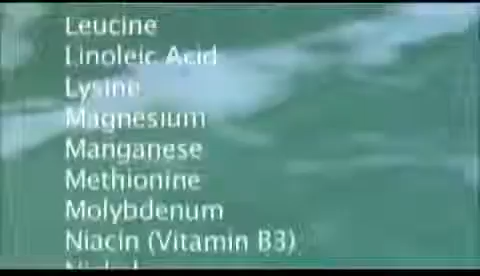 Leucine
Linoleic Acid
Lysine
Magnesium
Manganese
Methionine
Molybdenum
Niacin (Vitamin B3)